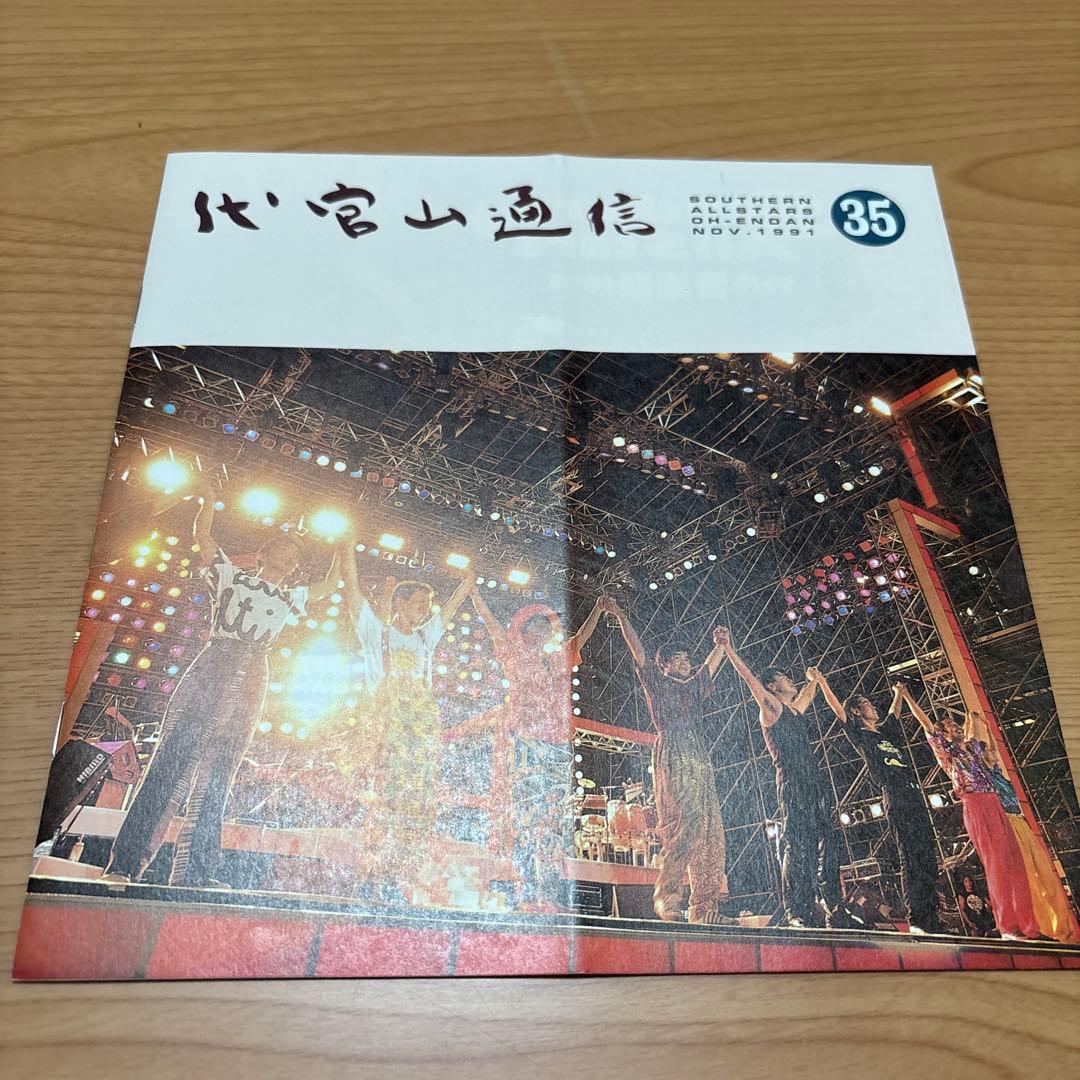 代官山通信
SOUTHERN
ALLSTARS
OH-ENDAN
NOV.1991
35